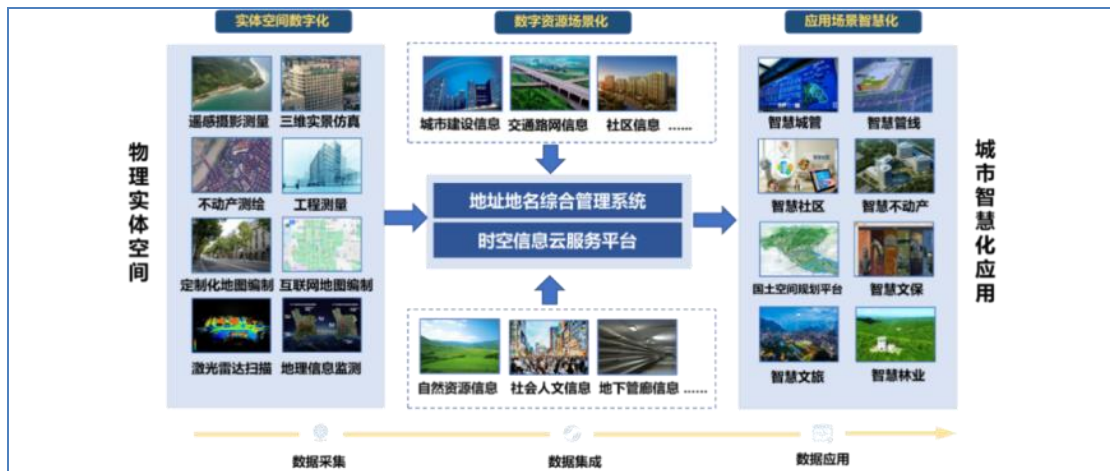 实体空间数字化
数字资源场景化
应用场景智慧化
物理实体空间
遥感摄影测量 三维实景仿真
不动产测绘 工程测量
定制化地图编制 互联网地图编制
激光雷达扫描 地理信息监测
城市建设信息 交通路网信息 社区信息 ......
地址地名综合管理系统
时空信息云服务平台
自然资源信息 社会人文信息 地下管廊信息 ......
智慧城管 智慧管线
智慧社区 智慧不动产
国土空间规划平台 智慧文保
智慧文旅 智慧林业
城市智慧化应用
数据采集 数据集成 数据应用